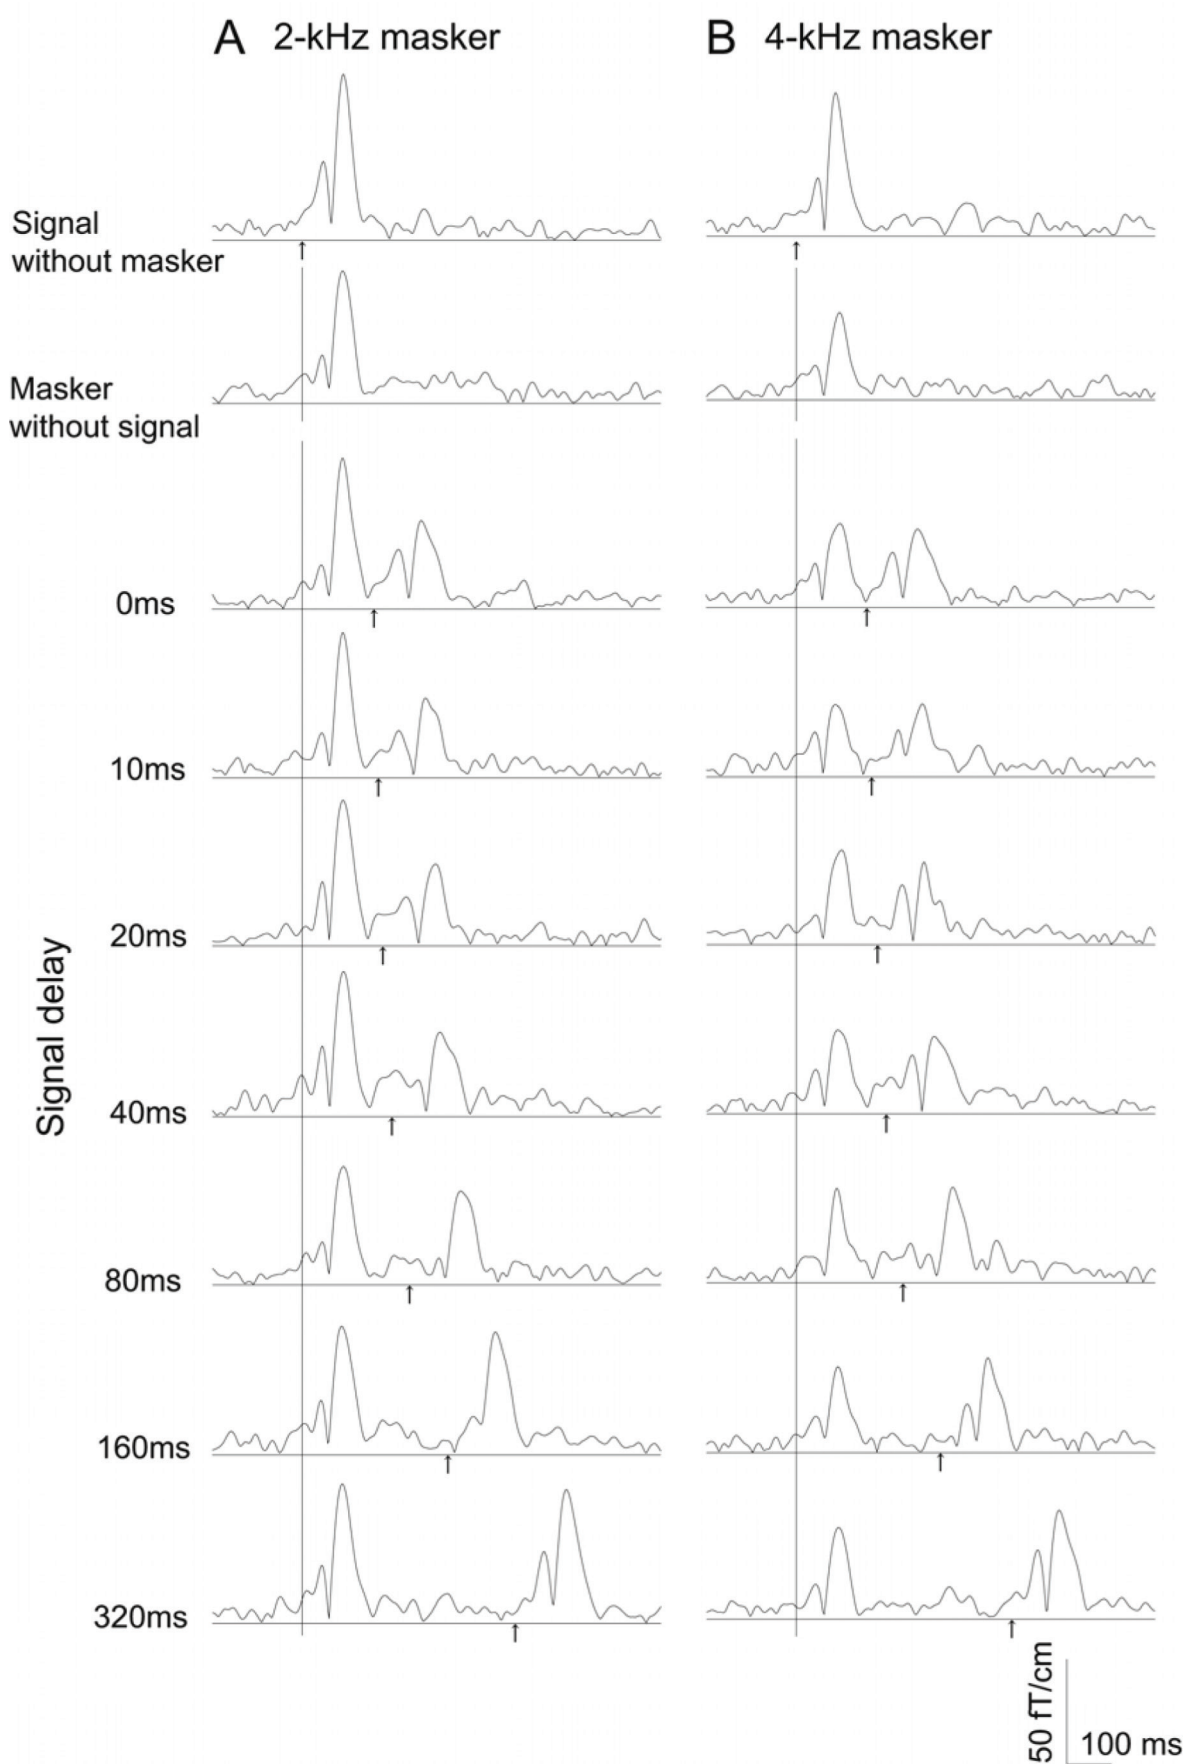 A 2-kHz masker
B 4-kHz masker
Signal
without masker
Masker
without signal
0ms
10ms
20ms
40ms
80ms
160ms
320ms
Signal delay
50 fT/cm
100 ms